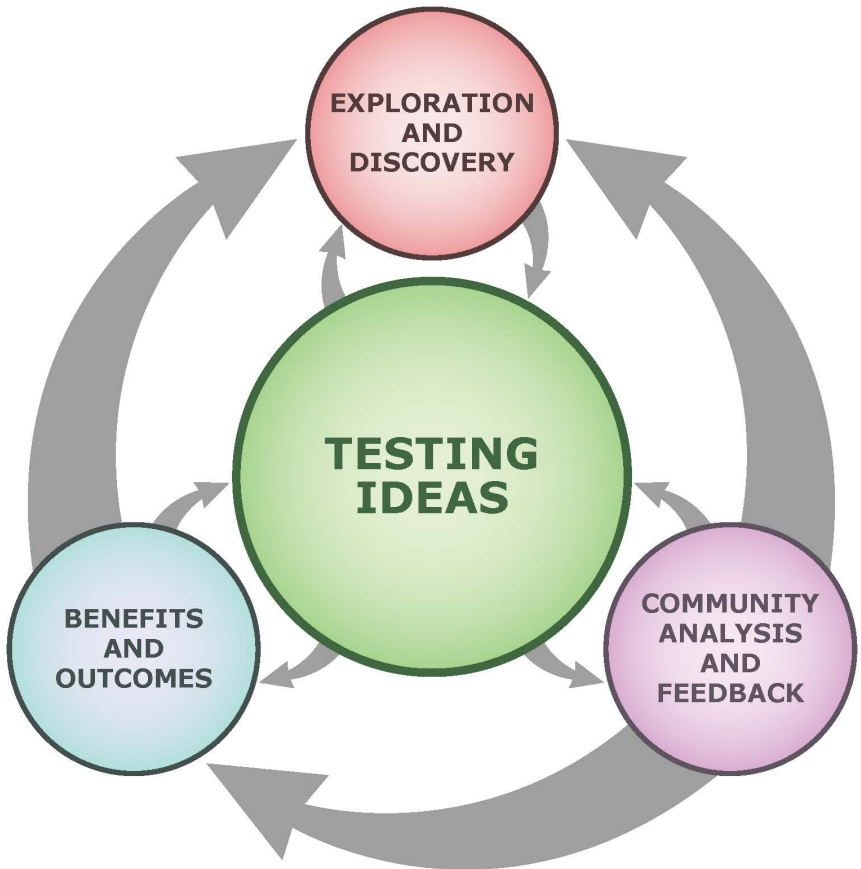 EXPLORATION
AND
DISCOVERY
TESTING
IDEAS
BENEFITS
AND
OUTCOMES
COMMUNITY
ANALYSIS
AND
FEEDBACK